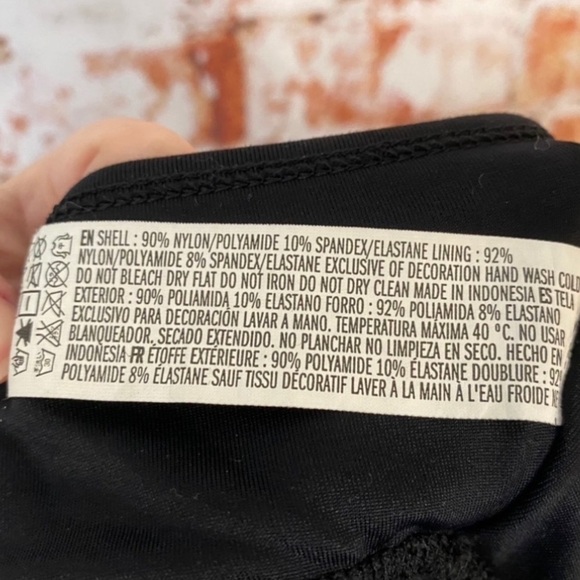 EN SHELL : 90% NYLON/POLYAMIDE 10% SPANDEX/ELASTANE LINING : 92%
NYLON/POLYAMIDE 8% SPANDEX/ELASTANE EXCLUSIVE OF DECORATION HAND WASH COLD
DO NOT BLEACH DRY FLAT DO NOT IRON DO NOT DRY CLEAN MADE IN INDONESIA ES TELA
EXTERIOR : 90% POLIAMIDA 10% ELASTANO FORRO : 92% POLIAMIDA 8% ELASTANO
EXCLUSIVO PARA DECORACIÓN LAVAR A MANO. TEMPERATURA MÁXIMA 40 °C. NO USAR
BLANQUEADOR. SECADO EXTENDIDO. NO PLANCHAR NO LIMPIEZA EN SECO. HECHO EN
INDONESIA FR ÉTOFFE EXTÉRIEURE : 90% POLYAMIDE 10% ÉLASTANE DOUBLURE : 92%
POLYAMIDE 8% ÉLASTANE SAUF TISSU DÉCORATIF LAVER À LA MAIN À L'EAU FROIDE